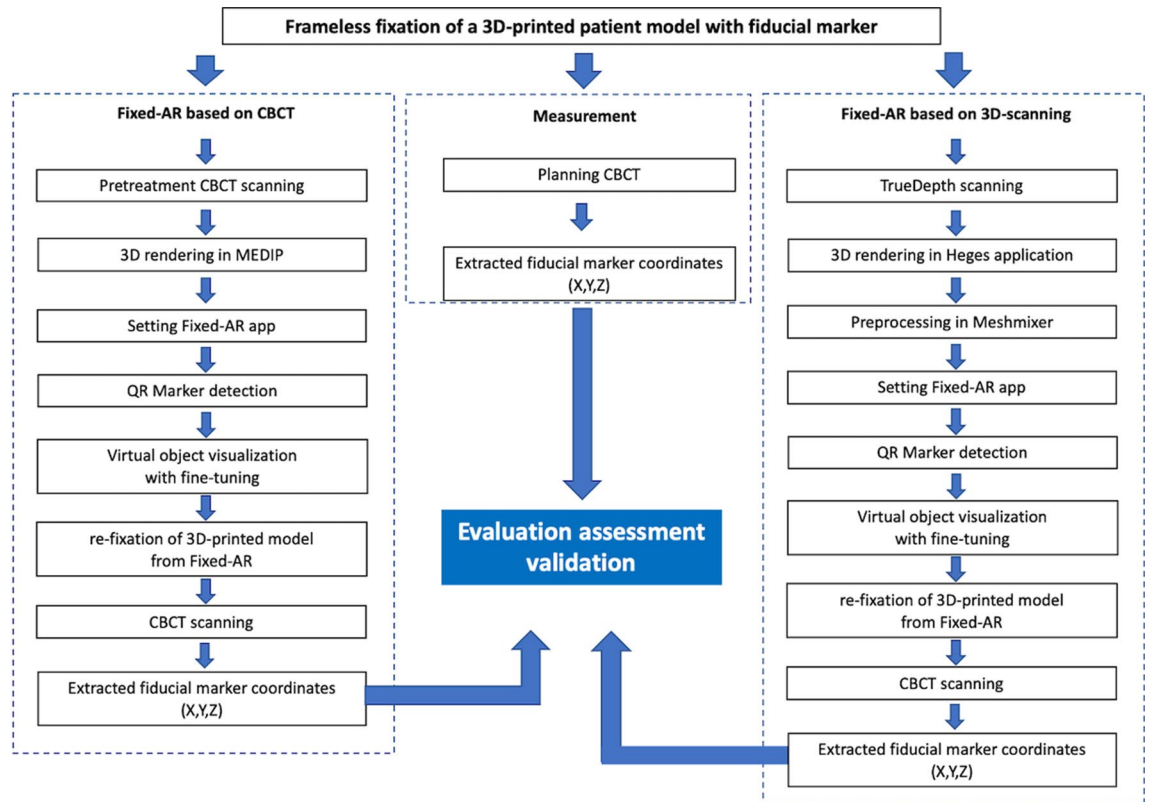 Frameless fixation of a 3D-printed patient model with fiducial marker
Fixed-AR based on CBCT
Pretreatment CBCT scanning
3D rendering in MEDIP
Setting Fixed-AR app
QR Marker detection
Virtual object visualization
with fine-tuning
re-fixation of 3D-printed model
from Fixed-AR
CBCT scanning
Extracted fiducial marker coordinates
(X,Y,Z)
Measurement
Planning CBCT
Extracted fiducial marker coordinates
(X,Y,Z)
Evaluation assessment
validation
Fixed-AR based on 3D-scanning
TrueDepth scanning
3D rendering in Heges application
Preprocessing in Meshmixer
Setting Fixed-AR app
QR Marker detection
Virtual object visualization
with fine-tuning
re-fixation of 3D-printed model
from Fixed-AR
CBCT scanning
Extracted fiducial marker coordinates
(X,Y,Z)